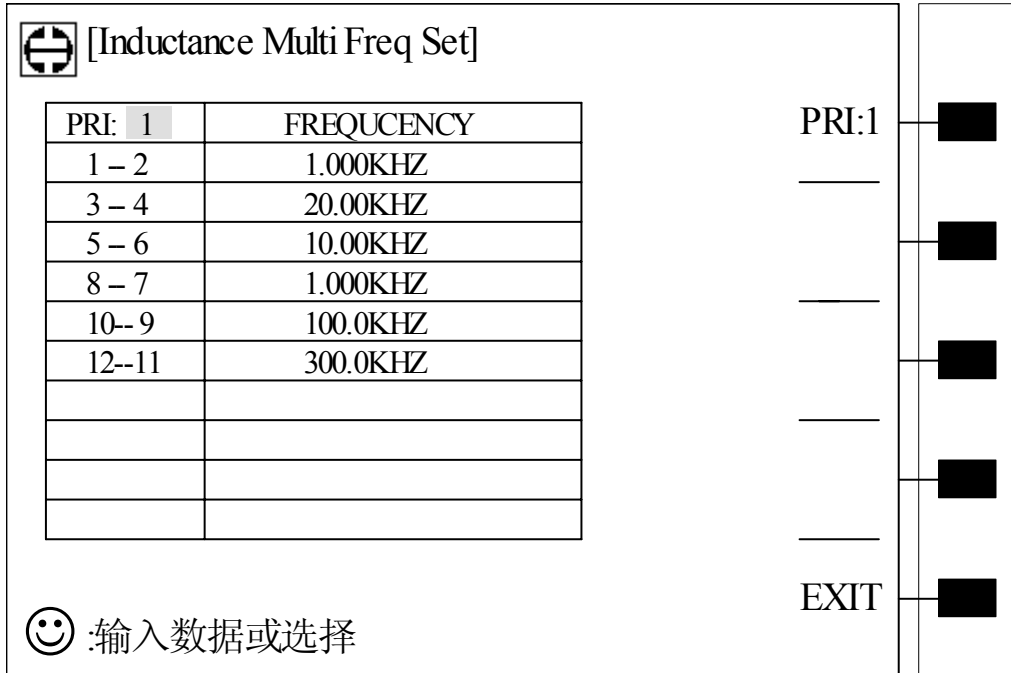 [Inductance Multi Freq Set]
PRI: 1 FREQUCENCY
1 – 2 1.000KHZ
3 – 4 20.00KHZ
5 – 6 10.00KHZ
8 – 7 1.000KHZ
10-- 9 100.0KHZ
12--11 300.0KHZ
PRI:1
EXIT
:输入数据或选择